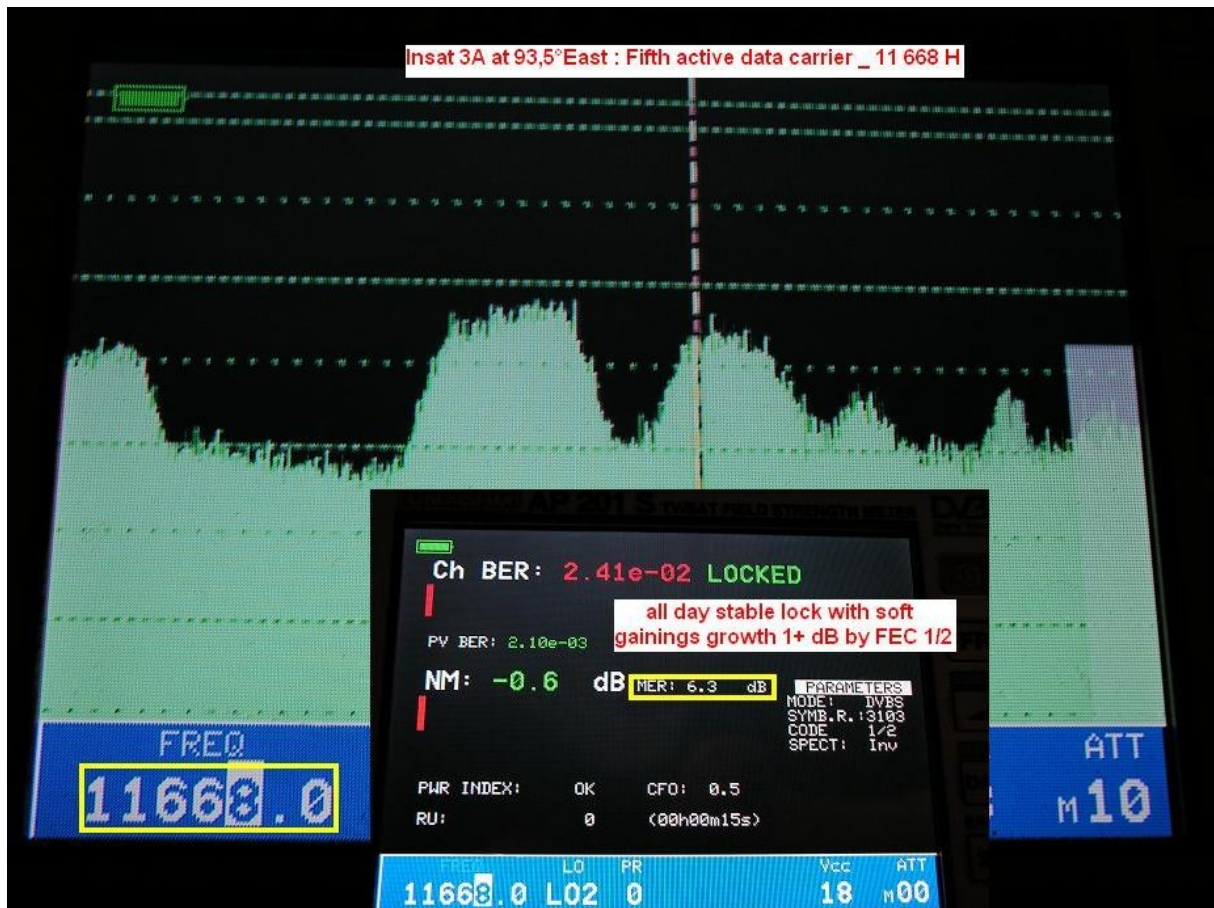 Insat 3A at 93,5°East : Fifth active data carrier _ 11 668 H
AP 201 S TV/SAT FIELD STRENGTH METER
Ch BER: 2.41e-02 LOCKED
all day stable lock with soft
gainings growth 1+ dB by FEC 1/2
PV BER: 2.10e-03
NM: -0.6 dB MER: 6.3 dB
PARAMETERS
MODE: DVBS
SYMB.R.:3103
CODE 1/2
SPECT: Inv
FREQ
11668.0
ATT
M10
PWR INDEX: OK CFO: 0.5
RU: 0 (00h00m15s)
FREQ LO PR Vcc ATT
11668.0 LO2 0 18 M00